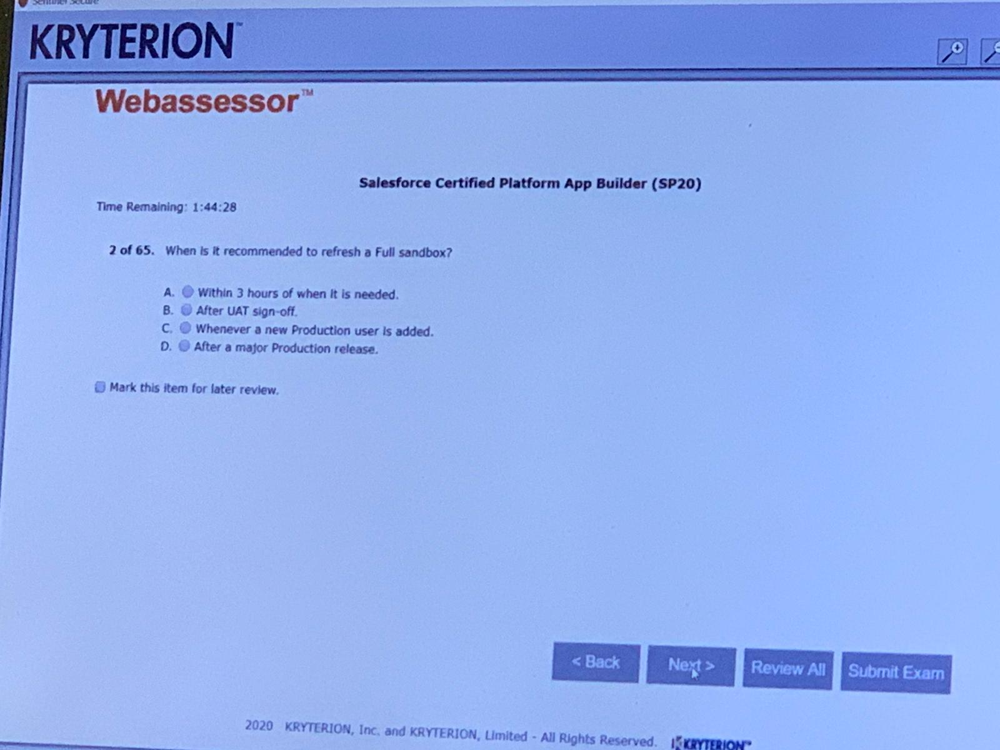 Sentinel Secure
KRYTERION™
Webassessor™
Salesforce Certified Platform App Builder (SP20)
Time Remaining: 1:44:28
2 of 65. When is it recommended to refresh a Full sandbox?
A. Within 3 hours of when it is needed.
B. After UAT sign-off.
C. Whenever a new Production user is added.
D. After a major Production release.
Mark this item for later review.
< Back Next > Review All Submit Exam
2020 KRYTERION, Inc. and KRYTERION, Limited - All Rights Reserved. KRYTERION™